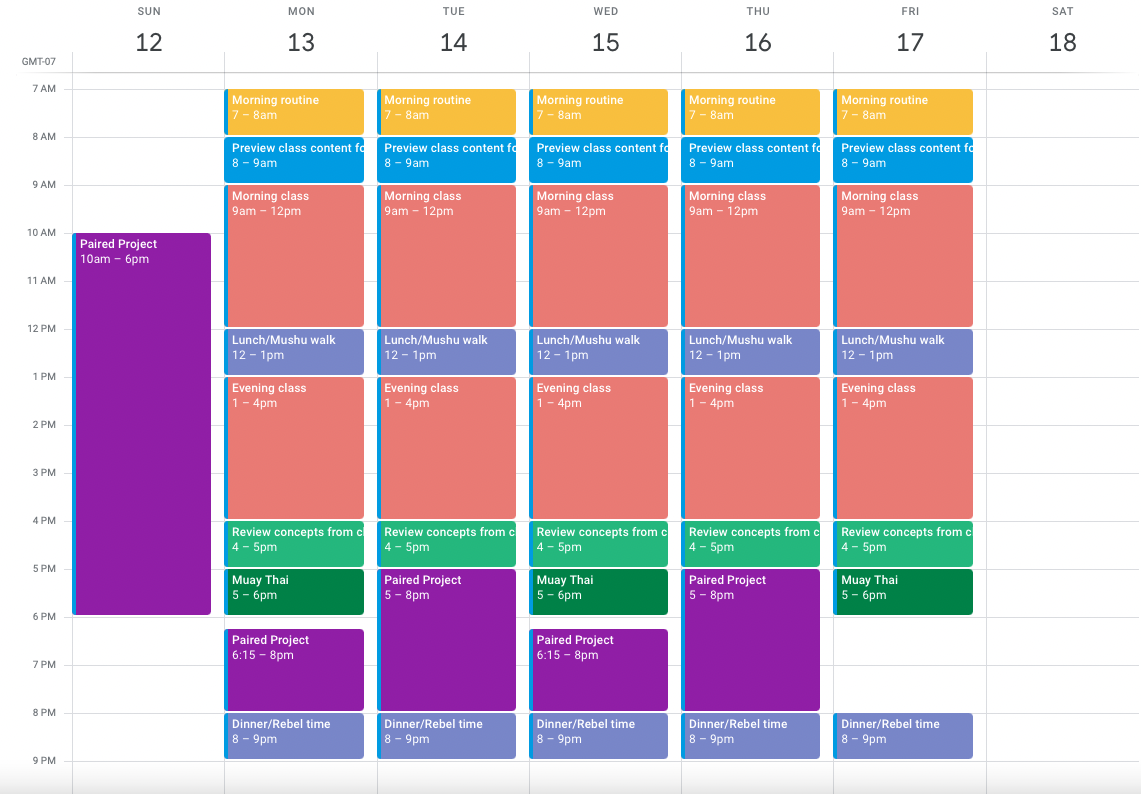 SUN MON TUE WED THU FRI SAT
12 13 14 15 16 17 18
GMT-07
7 AM
Morning routine Morning routine Morning routine Morning routine Morning routine
7 – 8am 7 – 8am 7 – 8am 7 – 8am 7 – 8am
8 AM
Preview class content fo Preview class content fo Preview class content fo Preview class content fo Preview class content fo
8 – 9am 8 – 9am 8 – 9am 8 – 9am 8 – 9am
9 AM
Morning class Morning class Morning class Morning class Morning class
9am – 12pm 9am – 12pm 9am – 12pm 9am – 12pm 9am – 12pm
10 AM
Paired Project
10am – 6pm
11 AM
12 PM
Lunch/Mushu walk Lunch/Mushu walk Lunch/Mushu walk Lunch/Mushu walk Lunch/Mushu walk
12 – 1pm 12 – 1pm 12 – 1pm 12 – 1pm 12 – 1pm
1 PM
Evening class Evening class Evening class Evening class Evening class
1 – 4pm 1 – 4pm 1 – 4pm 1 – 4pm 1 – 4pm
2 PM
3 PM
4 PM
Review concepts from c Review concepts from c Review concepts from c Review concepts from c Review concepts from c
4 – 5pm 4 – 5pm 4 – 5pm 4 – 5pm 4 – 5pm
5 PM
Muay Thai Paired Project Muay Thai Paired Project Muay Thai
5 – 6pm 5 – 8pm 5 – 6pm 5 – 8pm 5 – 6pm
6 PM
Paired Project Paired Project
6:15 – 8pm 6:15 – 8pm
7 PM
8 PM
Dinner/Rebel time Dinner/Rebel time Dinner/Rebel time Dinner/Rebel time Dinner/Rebel time
8 – 9pm 8 – 9pm 8 – 9pm 8 – 9pm 8 – 9pm
9 PM